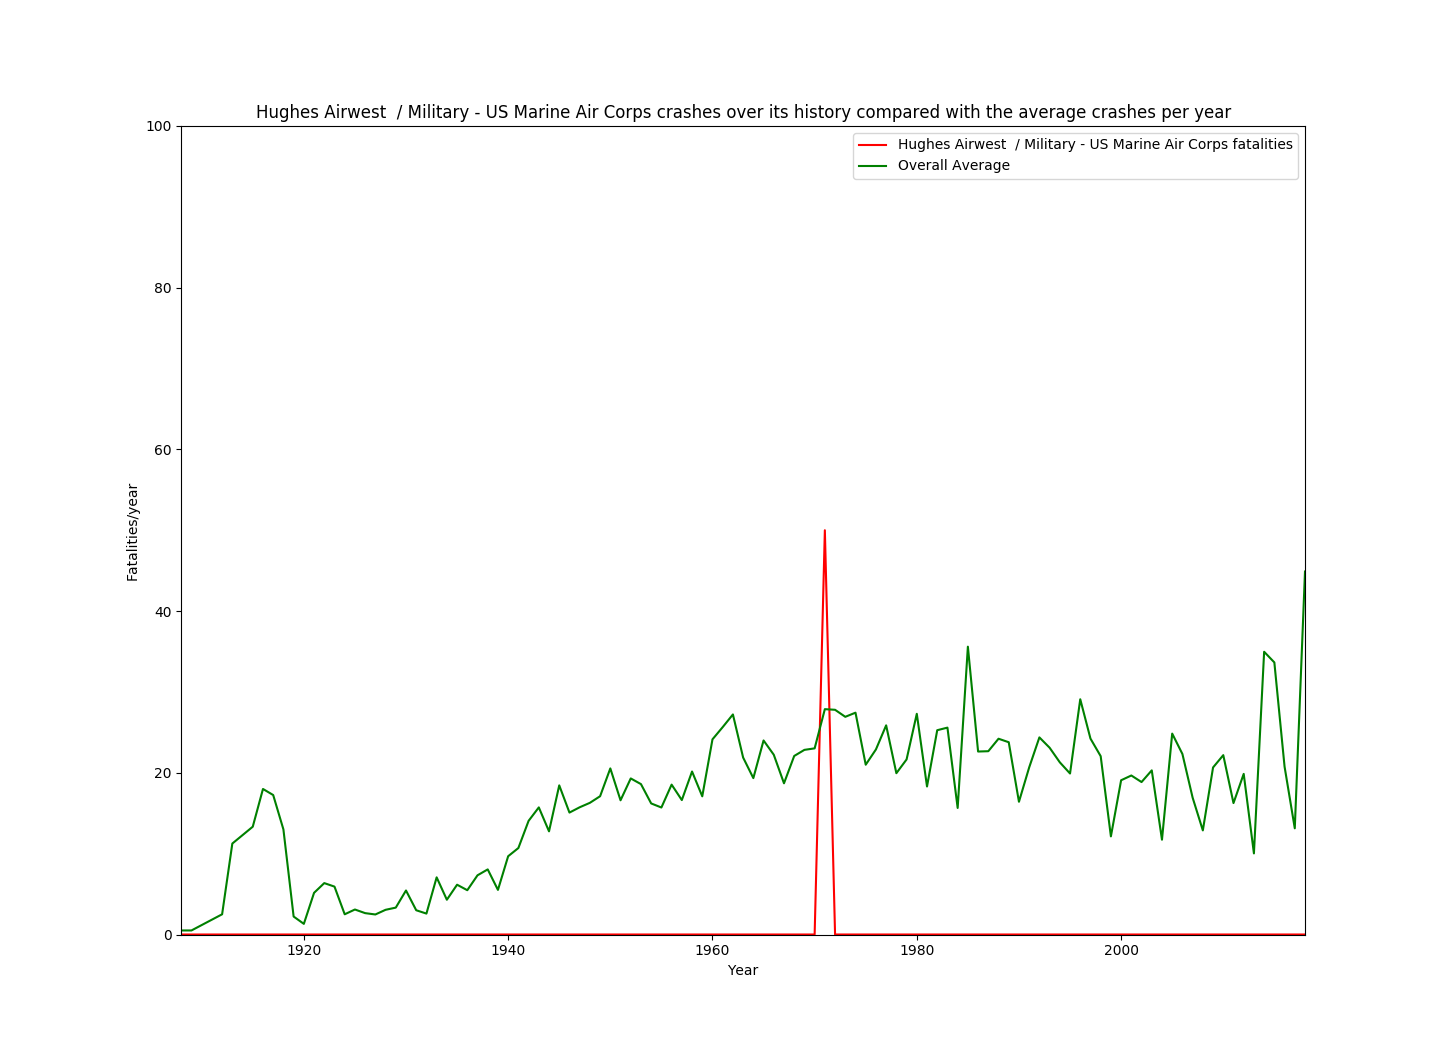 Hughes Airwest  / Military - US Marine Air Corps crashes over its history compared with the average crashes per year
Hughes Airwest  / Military - US Marine Air Corps fatalities
Overall Average
100
80
60
40
20
0
Fatalities/year
1920 1940 1960 1980 2000
Year